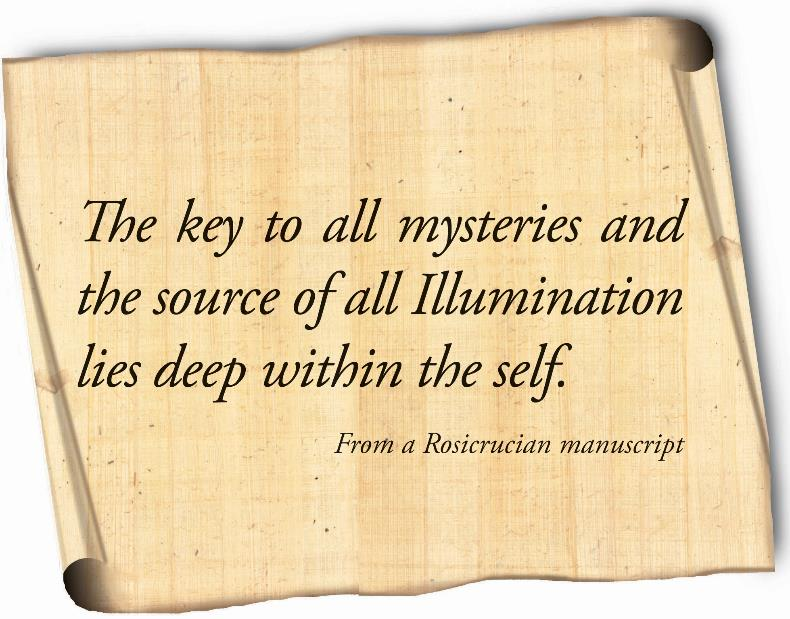 The key to all mysteries and
the source of all Illumination
lies deep within the self.
From a Rosicrucian manuscript